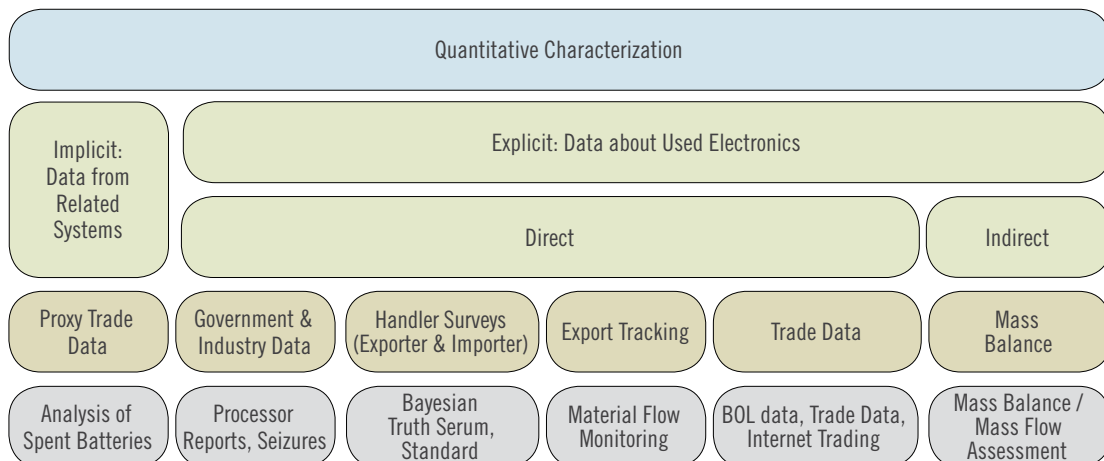 Quantitative Characterization
Implicit:
Data from
Related
Systems
Explicit: Data about Used Electronics
Direct
Indirect
Proxy Trade
Data
Government &
Industry Data
Handler Surveys
(Exporter & Importer)
Export Tracking
Trade Data
Mass
Balance
Analysis of
Spent Batteries
Processor
Reports, Seizures
Bayesian
Truth Serum,
Standard
Material Flow
Monitoring
BOL data, Trade Data,
Internet Trading
Mass Balance /
Mass Flow
Assessment